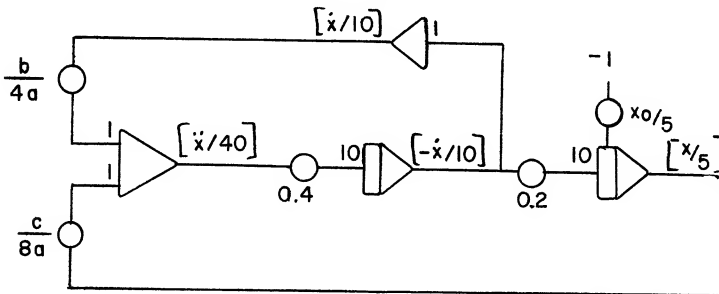 [ẋ/10]
1
b
4a
-1
x0/5
1
[ẍ/40]
10
[-ẋ/10]
10
[x/5]
1
0.4
0.2
c
8a